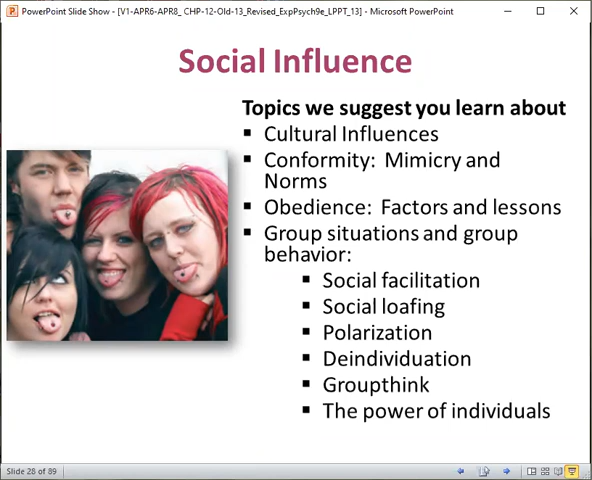 PowerPoint Slide Show - [V1-APR6-APR8_ CHP-12-Old-13_Revised_ExpPsych9e_LPPT_13] - Microsoft PowerPoint
Social Influence
Topics we suggest you learn about
▪ Cultural Influences
▪ Conformity: Mimicry and
Norms
▪ Obedience: Factors and lessons
▪ Group situations and group
behavior:
▪ Social facilitation
▪ Social loafing
▪ Polarization
▪ Deindividuation
▪ Groupthink
▪ The power of individuals
Slide 28 of 89